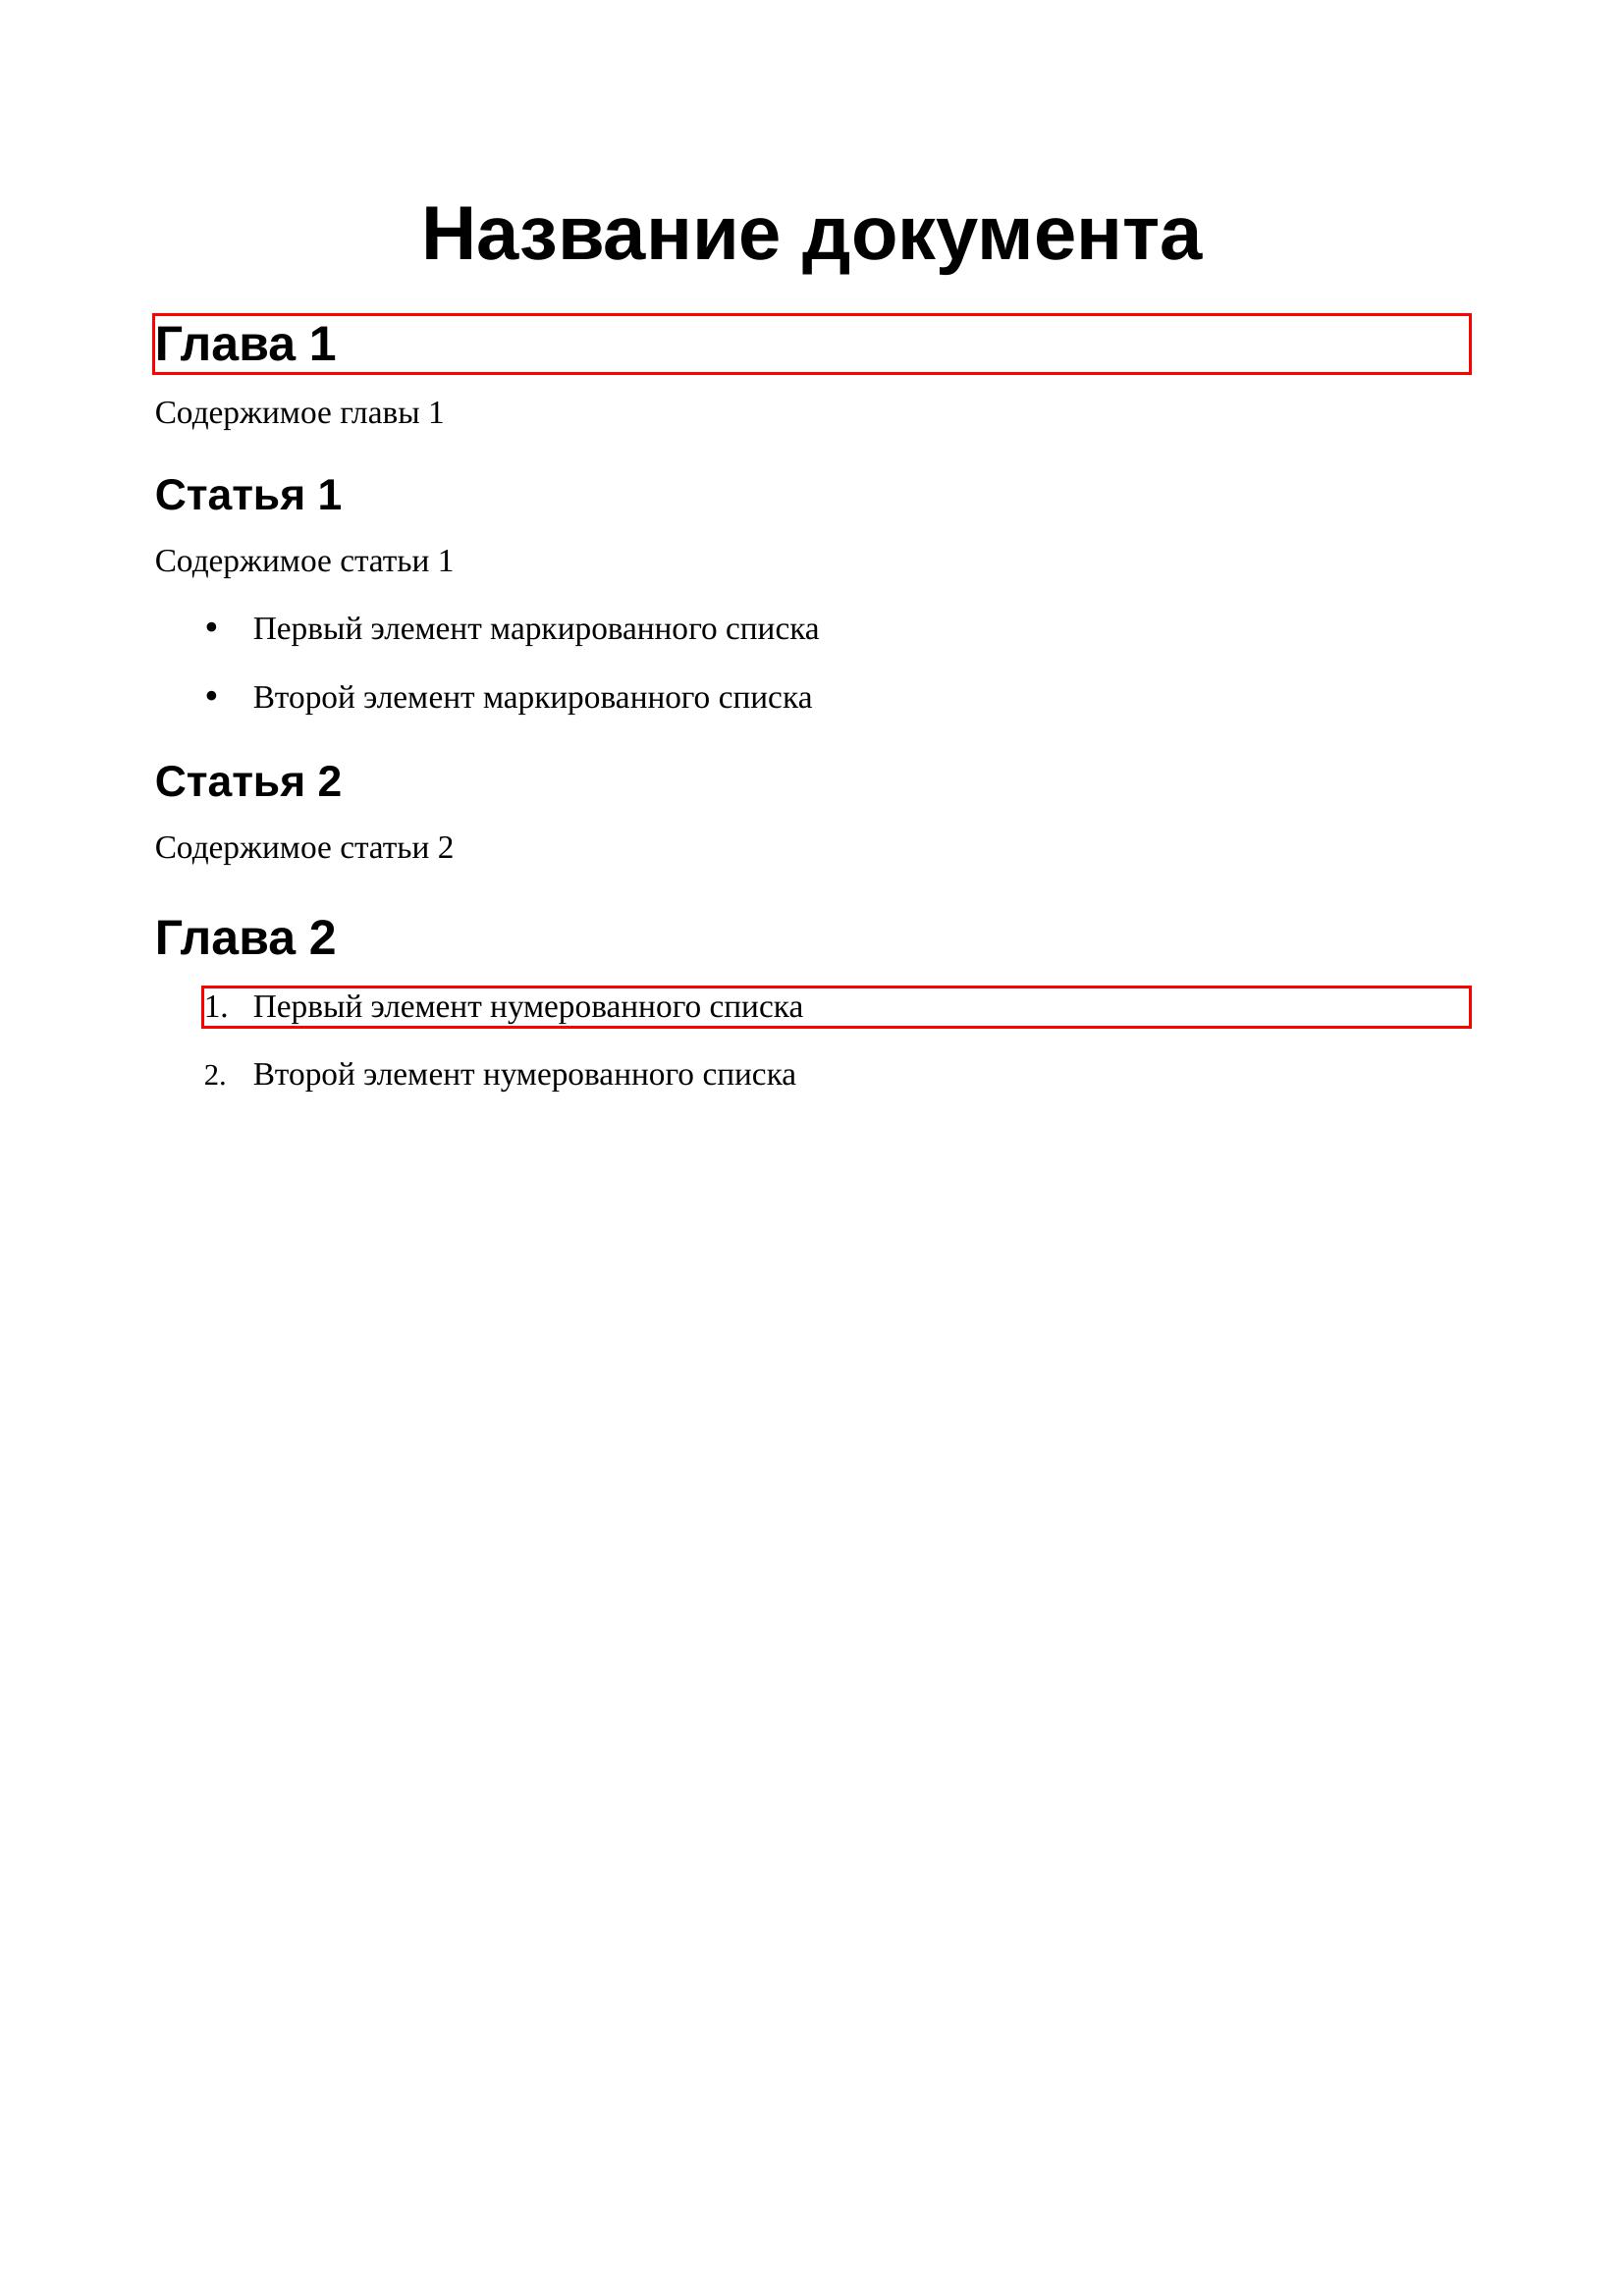 Название документа
Глава 1
Содержимое главы 1
Статья 1
Содержимое статьи 1
• Первый элемент маркированного списка
• Второй элемент маркированного списка
Статья 2
Содержимое статьи 2
Глава 2
1. Первый элемент нумерованного списка
2. Второй элемент нумерованного списка